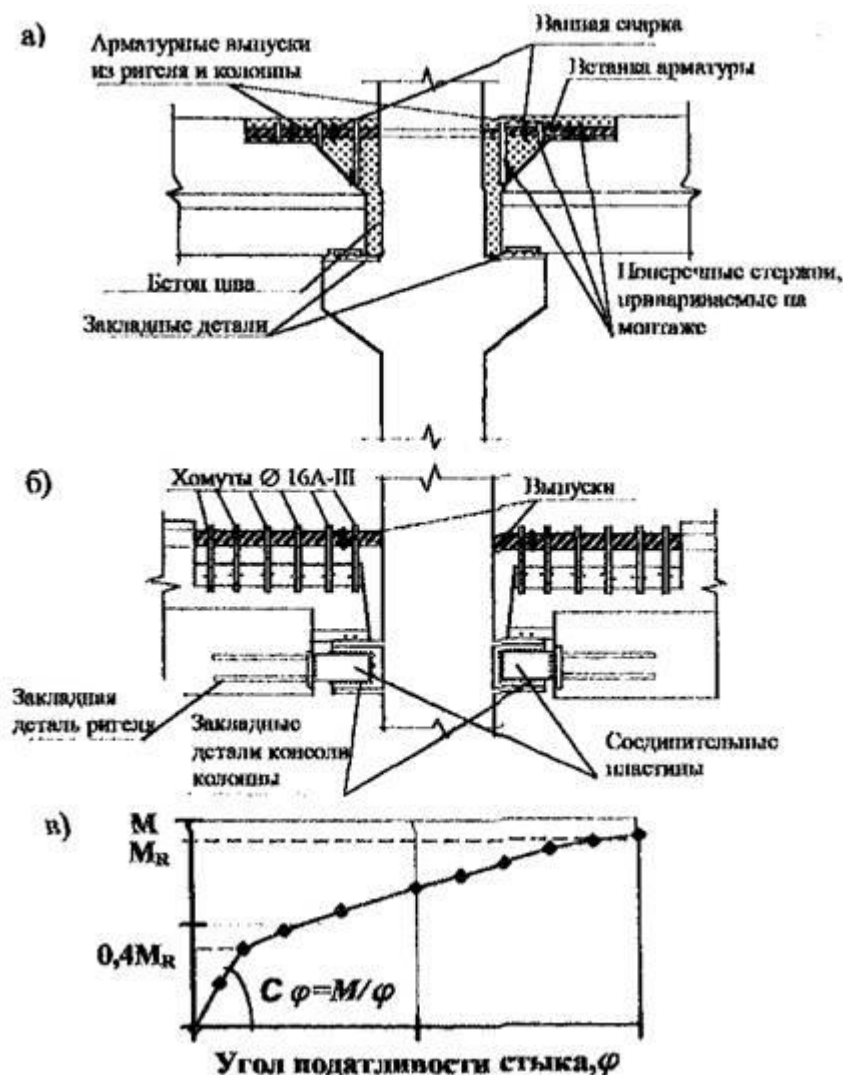 а)
Арматурные выпуски
из ригеля и колонны
Ванная сварка
Вставка арматуры
Бетон шва
Закладные детали
Поперечные стержни,
привариваемые на
монтаже
б)
Хомуты ∅ 16А-III
Выпуски
Закладная
деталь ригеля
Закладные
детали консоли
колонны
Соединительные
пластины
в)
M
M_R
0,4M_R
C φ=M/φ
Угол податливости стыка,φ